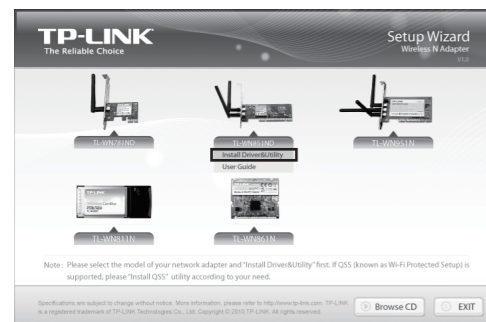 TP-LINK
The Reliable Choice
Setup Wizard
Wireless N Adapter
V1.0
TL-WN781ND
TL-WN851ND
TL-WN951N
Install Driver&Utility
User Guide
TL-WN811N
TL-WN861N
Note : Please select the model of your network adapter and "Install Driver&Utility" first. If QSS (known as Wi-Fi Protected Setup) is
supported, please "Install QSS" utility according to your need.
Specifications are subject to change without notice. More information, please refer to http://www.tp-link.com. TP-LINK
is a registered trademark of TP-LINK Technologies Co., Ltd. Copyright © 2010 TP-LINK. All rights reserved.
Browse CD
EXIT